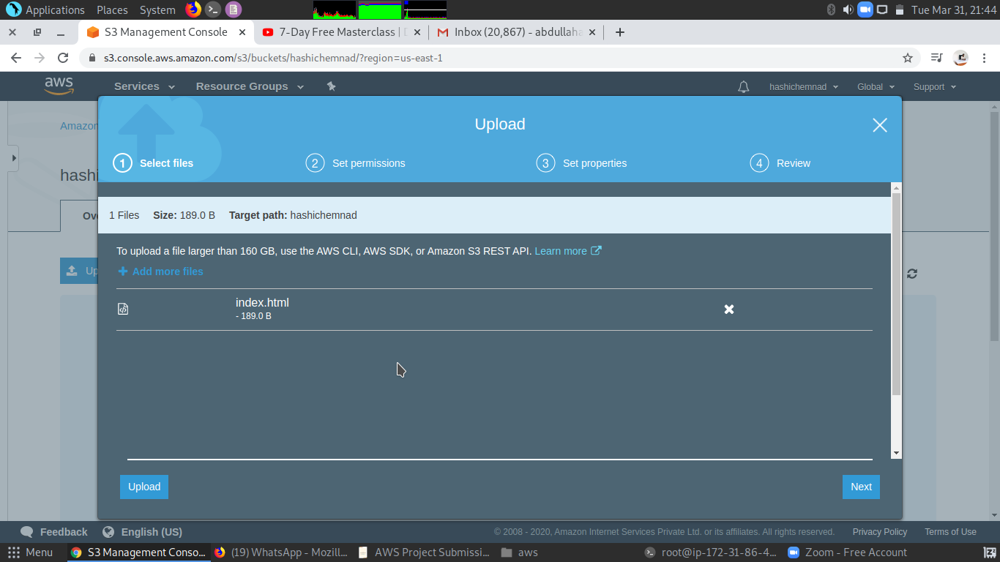 Applications Places System Tue Mar 31, 21:44
S3 Management Console 7-Day Free Masterclass | Inbox (20,867) - abdullaha
s3.console.aws.amazon.com/s3/buckets/hashichemnad/?region=us-east-1
aws Services Resource Groups hashichemnad Global Support
Amazon
Upload
1 Select files 2 Set permissions 3 Set properties 4 Review
hashi
Ove
1 Files Size: 189.0 B Target path: hashichemnad
To upload a file larger than 160 GB, use the AWS CLI, AWS SDK, or Amazon S3 REST API. Learn more
Up
Add more files
index.html
- 189.0 B
Upload Next
Feedback English (US) © 2008 - 2020, Amazon Internet Services Private Ltd. or its affiliates. All rights reserved. Privacy Policy Terms of Use
Menu S3 Management Conso... (19) WhatsApp - Mozill... AWS Project Submissi... aws root@ip-172-31-86-4... Zoom - Free Account